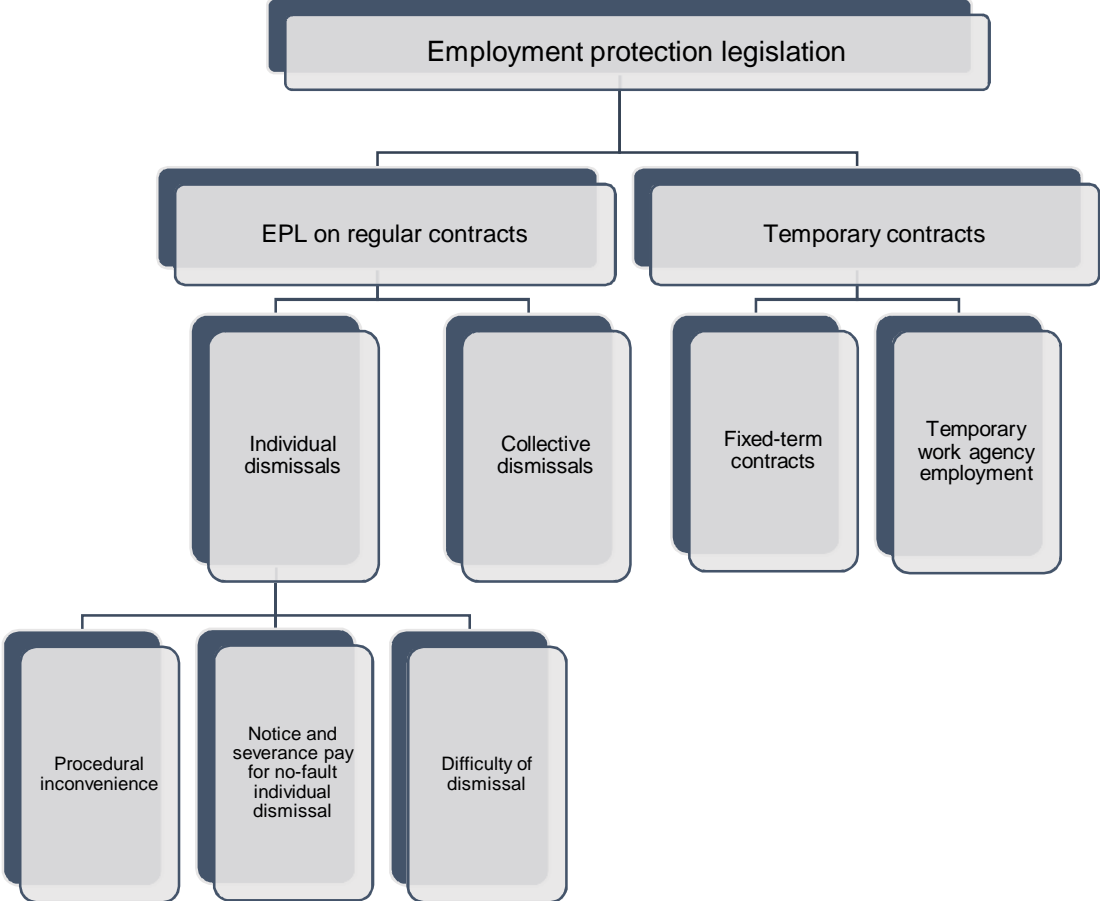 Employment protection legislation
EPL on regular contracts
Temporary contracts
Individual
dismissals
Collective
dismissals
Fixed-term
contracts
Temporary
work agency
employment
Procedural
inconvenience
Notice and
severance pay
for no-fault
individual
dismissal
Difficulty of
dismissal